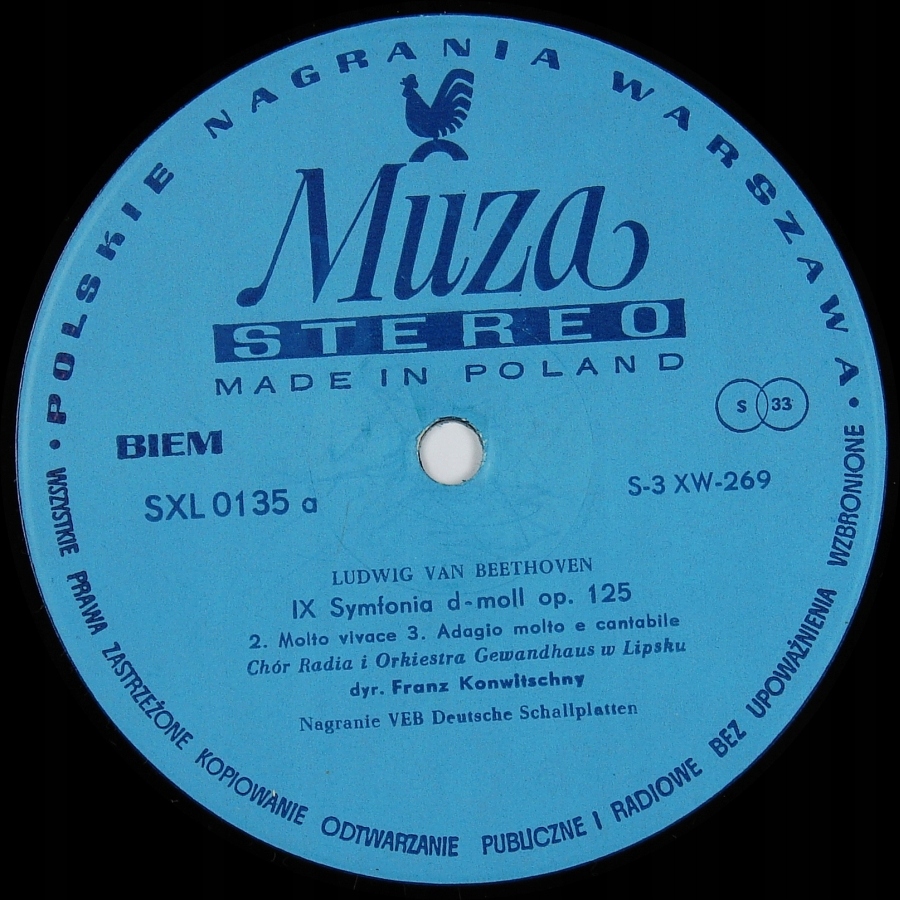 • POLSKIE NAGRANIA WARSZAWA •
Muza
STEREO
MADE IN POLAND
S 33
BIEM
SXL 0135 a
S-3 XW-269
LUDWIG VAN BEETHOVEN
IX Symfonia d-moll op. 125
2. Molto vivace 3. Adagio molto e cantabile
Chór Radia i Orkiestra Gewandhaus w Lipsku
dyr. Franz Konwitschny
Nagranie VEB Deutsche Schallplatten
WSZYSTKIE PRAWA ZASTRZEŻONE KOPIOWANIE ODTWARZANIE PUBLICZNE I RADIOWE BEZ UPOWAŻNIENIA WZBRONIONE